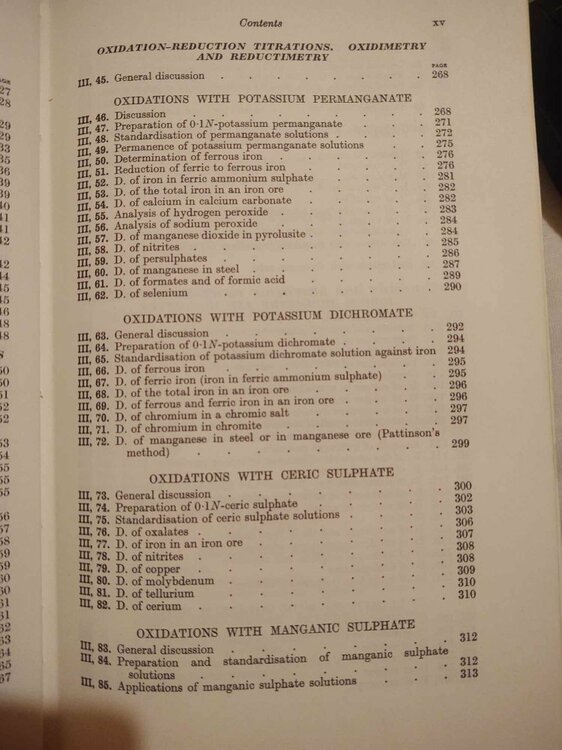 Contents xv
OXIDATION–REDUCTION TITRATIONS. OXIDIMETRY
AND REDUCTIMETRY
PAGE
III, 45. General discussion . . . . . . . 268
OXIDATIONS WITH POTASSIUM PERMANGANATE
III, 46. Discussion . . . . . . . . 268
III, 47. Preparation of 0·1N-potassium permanganate . . . 271
III, 48. Standardisation of permanganate solutions . . . . 272
III, 49. Permanence of potassium permanganate solutions . . 275
III, 50. Determination of ferrous iron . . . . . 276
III, 51. Reduction of ferric to ferrous iron . . . . 276
III, 52. D. of iron in ferric ammonium sulphate . . . . 281
III, 53. D. of the total iron in an iron ore . . . . 282
III, 54. D. of calcium in calcium carbonate . . . . 282
III, 55. Analysis of hydrogen peroxide . . . . . 283
III, 56. Analysis of sodium peroxide . . . . . 284
III, 57. D. of manganese dioxide in pyrolusite . . . . 284
III, 58. D. of nitrites . . . . . . . 285
III, 59. D. of persulphates . . . . . . 286
III, 60. D. of manganese in steel . . . . . 287
III, 61. D. of formates and of formic acid . . . . 289
III, 62. D. of selenium . . . . . . . 290
OXIDATIONS WITH POTASSIUM DICHROMATE
III, 63. General discussion . . . . . . 292
III, 64. Preparation of 0·1N-potassium dichromate . . . . 294
III, 65. Standardisation of potassium dichromate solution against iron 294
III, 66. D. of ferrous iron . . . . . . 295
III, 67. D. of ferric iron (iron in ferric ammonium sulphate) . . 295
III, 68. D. of the total iron in an iron ore . . . . 296
III, 69. D. of ferrous and ferric iron in an iron ore . . . 296
III, 70. D. of chromium in a chromic salt . . . . 297
III, 71. D. of chromium in chromite . . . . . 297
III, 72. D. of manganese in steel or in manganese ore (Pattinson's
method) . . . . . . . . 299
OXIDATIONS WITH CERIC SULPHATE
III, 73. General discussion . . . . . . 300
III, 74. Preparation of 0·1N-ceric sulphate . . . . 302
III, 75. Standardisation of ceric sulphate solutions . . . 303
III, 76. D. of oxalates . . . . . . . 306
III, 77. D. of iron in an iron ore . . . . . 307
III, 78. D. of nitrites . . . . . . . 308
III, 79. D. of copper . . . . . . . 308
III, 80. D. of molybdenum . . . . . . 309
III, 81. D. of tellurium . . . . . . 310
III, 82. D. of cerium . . . . . . . 310
OXIDATIONS WITH MANGANIC SULPHATE
III, 83. General discussion . . . . . . 312
III, 84. Preparation and standardisation of manganic sulphate
solutions . . . . . . . 312
III, 85. Applications of manganic sulphate solutions . . . 313